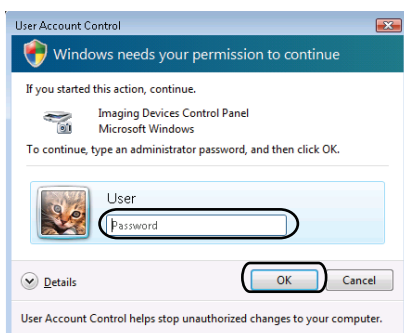 User Account Control
Windows needs your permission to continue
If you started this action, continue.
Imaging Devices Control Panel
Microsoft Windows
To continue, type an administrator password, and then click OK.
User
Password
Details
OK Cancel
User Account Control helps stop unauthorized changes to your computer.